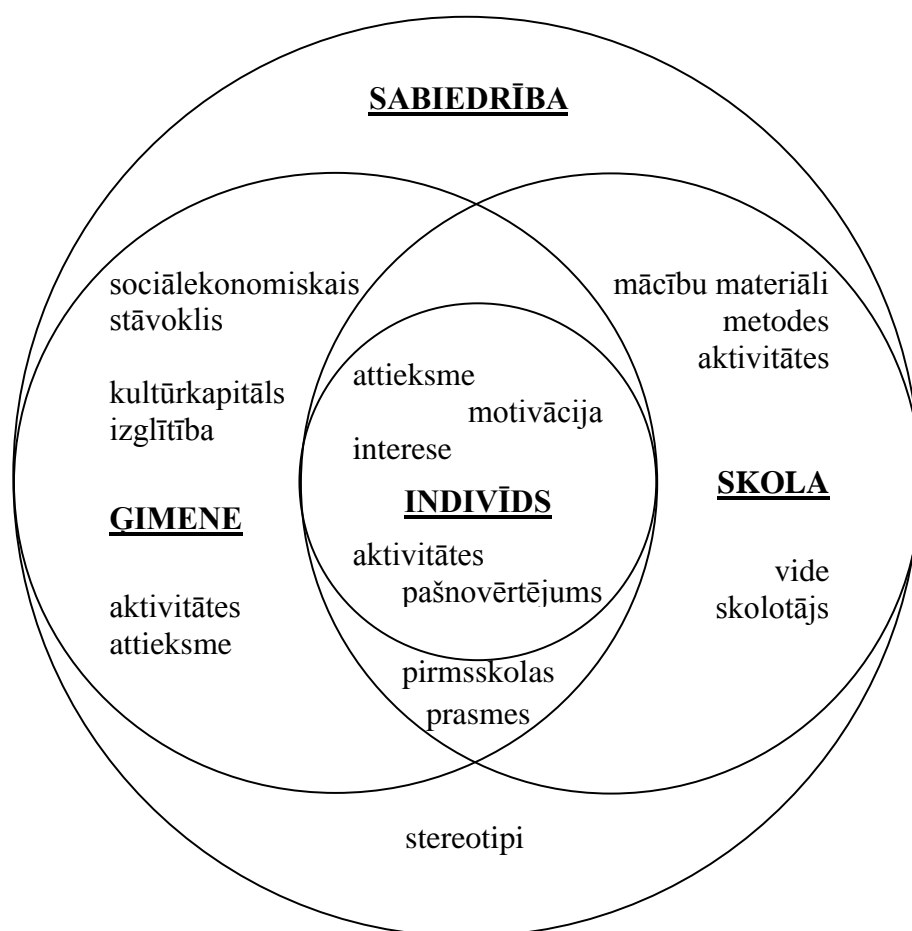 SABIEDRĪBA
sociālekonomiskais
stāvoklis
kultūrkapitāls
izglītība
ĢIMENE
aktivitātes
attieksme
attieksme
motivācija
interese
INDIVĪDS
aktivitātes
pašnovērtējums
pirmsskolas
prasmes
mācību materiāli
metodes
aktivitātes
SKOLA
vide
skolotājs
stereotipi